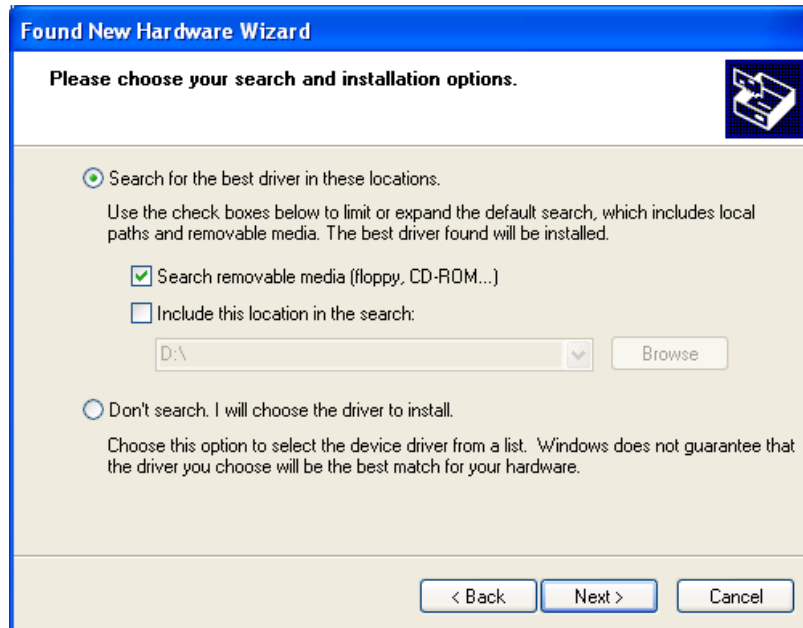 Found New Hardware Wizard
Please choose your search and installation options.
Search for the best driver in these locations.
Use the check boxes below to limit or expand the default search, which includes local
paths and removable media. The best driver found will be installed.
Search removable media (floppy, CD-ROM...)
Include this location in the search:
D:\
Browse
Don't search. I will choose the driver to install.
Choose this option to select the device driver from a list.  Windows does not guarantee that
the driver you choose will be the best match for your hardware.
< Back
Next >
Cancel